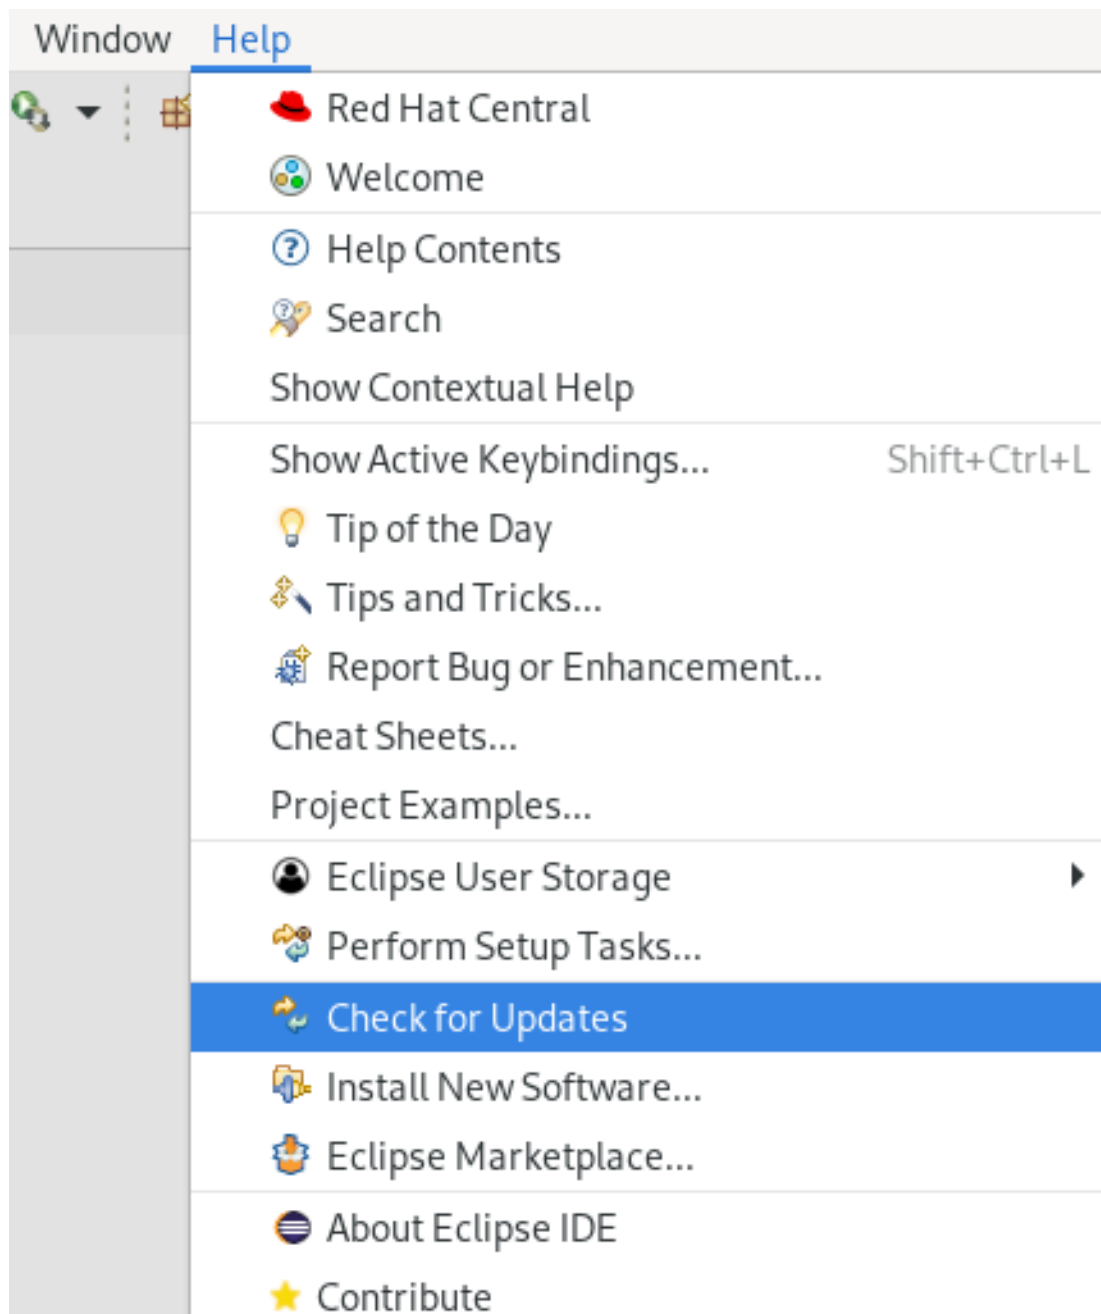 Window Help
Red Hat Central
Welcome
Help Contents
Search
Show Contextual Help
Show Active Keybindings... Shift+Ctrl+L
Tip of the Day
Tips and Tricks...
Report Bug or Enhancement...
Cheat Sheets...
Project Examples...
Eclipse User Storage
Perform Setup Tasks...
Check for Updates
Install New Software...
Eclipse Marketplace...
About Eclipse IDE
Contribute